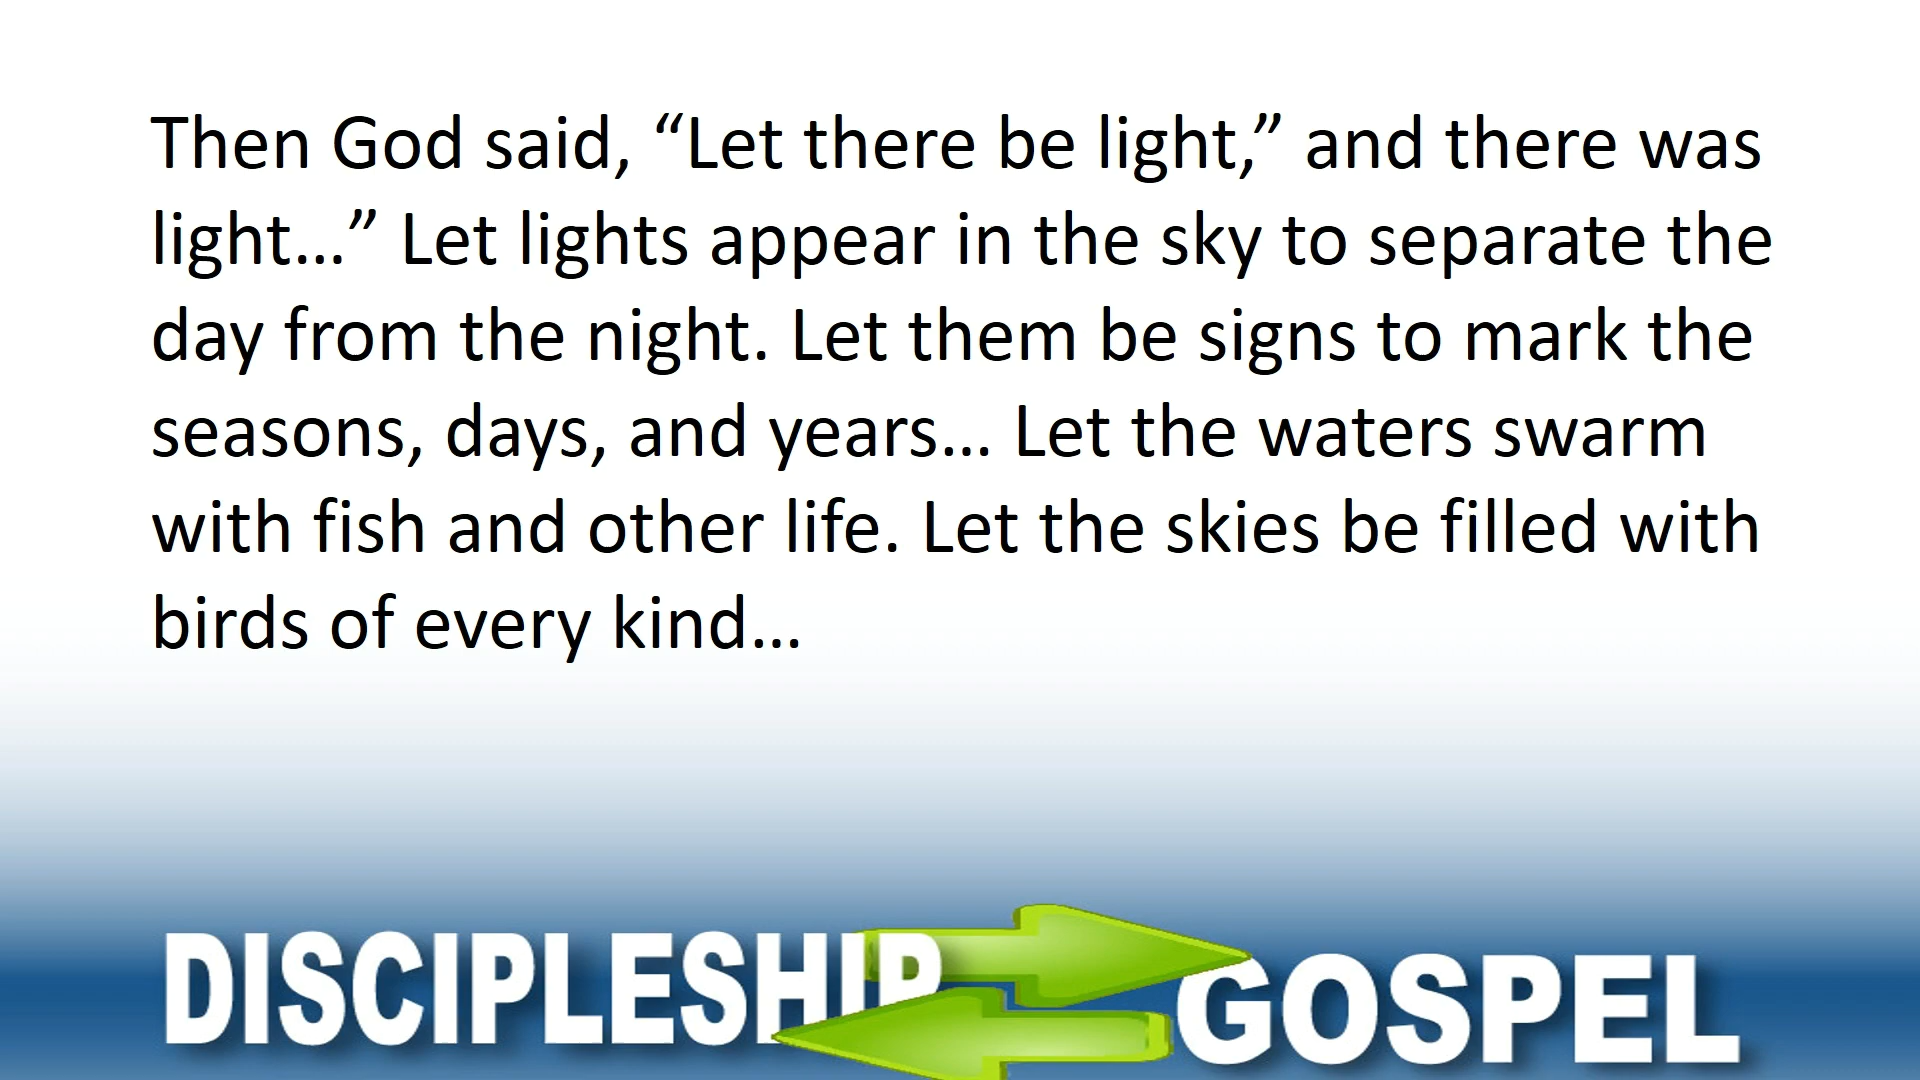 Then God said, “Let there be light,” and there was
light…” Let lights appear in the sky to separate the
day from the night. Let them be signs to mark the
seasons, days, and years… Let the waters swarm
with fish and other life. Let the skies be filled with
birds of every kind…
DISCIPLESHIP
GOSPEL